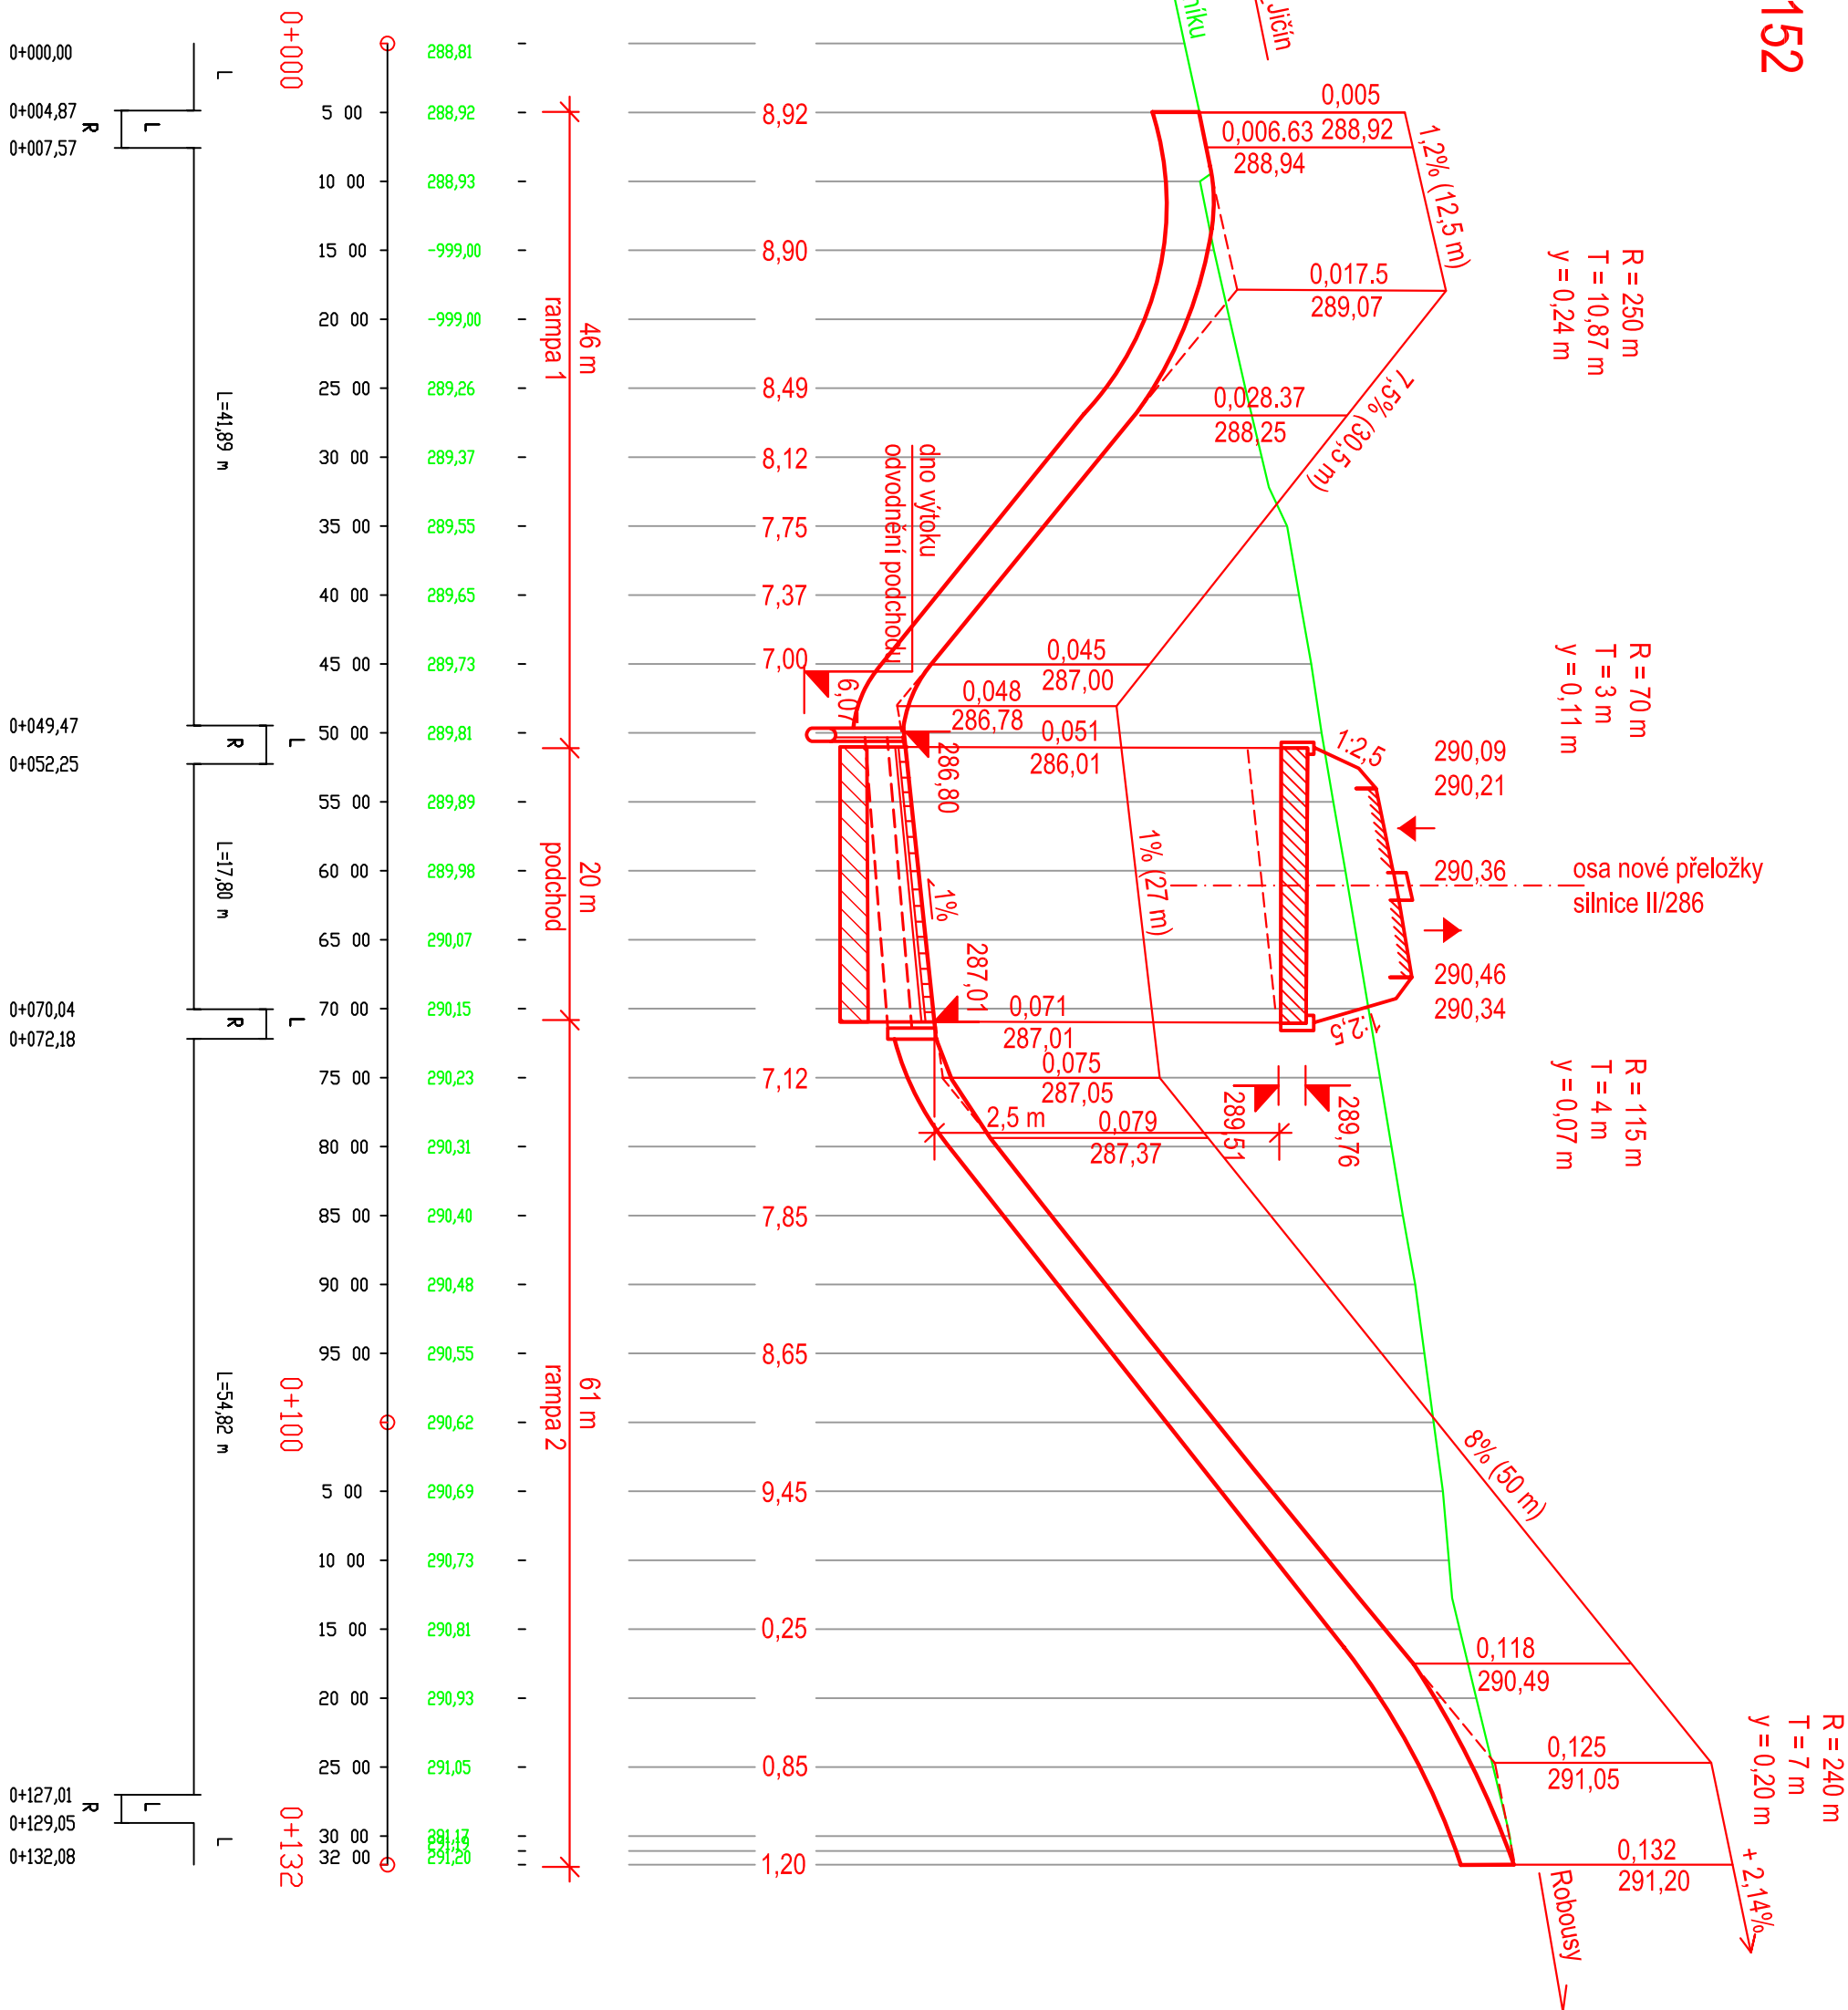 152
Jičín
níku
0,005
288,92
0,006.63
288,94
1,2% (12,5 m)
0,017.5
289,07
R = 250 m
T = 10,87 m
y = 0,24 m
7,5% (30,5 m)
0,028.37
288,25
dno výtoku
odvodnění podchodu
6,07
0,045
287,00
0,048
286,78
0,051
286,01
286,80
R = 70 m
T = 3 m
y = 0,11 m
1:2,5
290,09
290,21
290,36
osa nové přeložky
silnice II/286
290,46
290,34
1:2,5
1% (27 m)
1%
287,01
0,071
287,01
0,075
287,05
2,5 m
0,079
287,37
289,51
289,76
R = 115 m
T = 4 m
y = 0,07 m
8% (50 m)
0,118
290,49
0,125
291,05
0,132
291,20
R = 240 m
T = 7 m
y = 0,20 m
+ 2,14%
Robousy
8,92
8,90
8,49
8,12
7,75
7,37
7,00
7,12
7,85
8,65
9,45
0,25
0,85
1,20
46 m
rampa 1
20 m
podchod
61 m
rampa 2
288,81
288,92
288,93
-999,00
-999,00
289,26
289,37
289,55
289,65
289,73
289,81
289,89
289,98
290,07
290,15
290,23
290,31
290,40
290,48
290,55
290,62
290,69
290,73
290,81
290,93
291,05
291,17
291,19
291,20
0+000
5 00
10 00
15 00
20 00
25 00
30 00
35 00
40 00
45 00
50 00
55 00
60 00
65 00
70 00
75 00
80 00
85 00
90 00
95 00
0+100
5 00
10 00
15 00
20 00
25 00
30 00
32 00
0+132
L
L
R
L=41,89 m
L
R
L=17,80 m
L
R
L=54,82 m
L
R
L
0+000,00
0+004,87
0+007,57
0+049,47
0+052,25
0+070,04
0+072,18
0+127,01
0+129,05
0+132,08